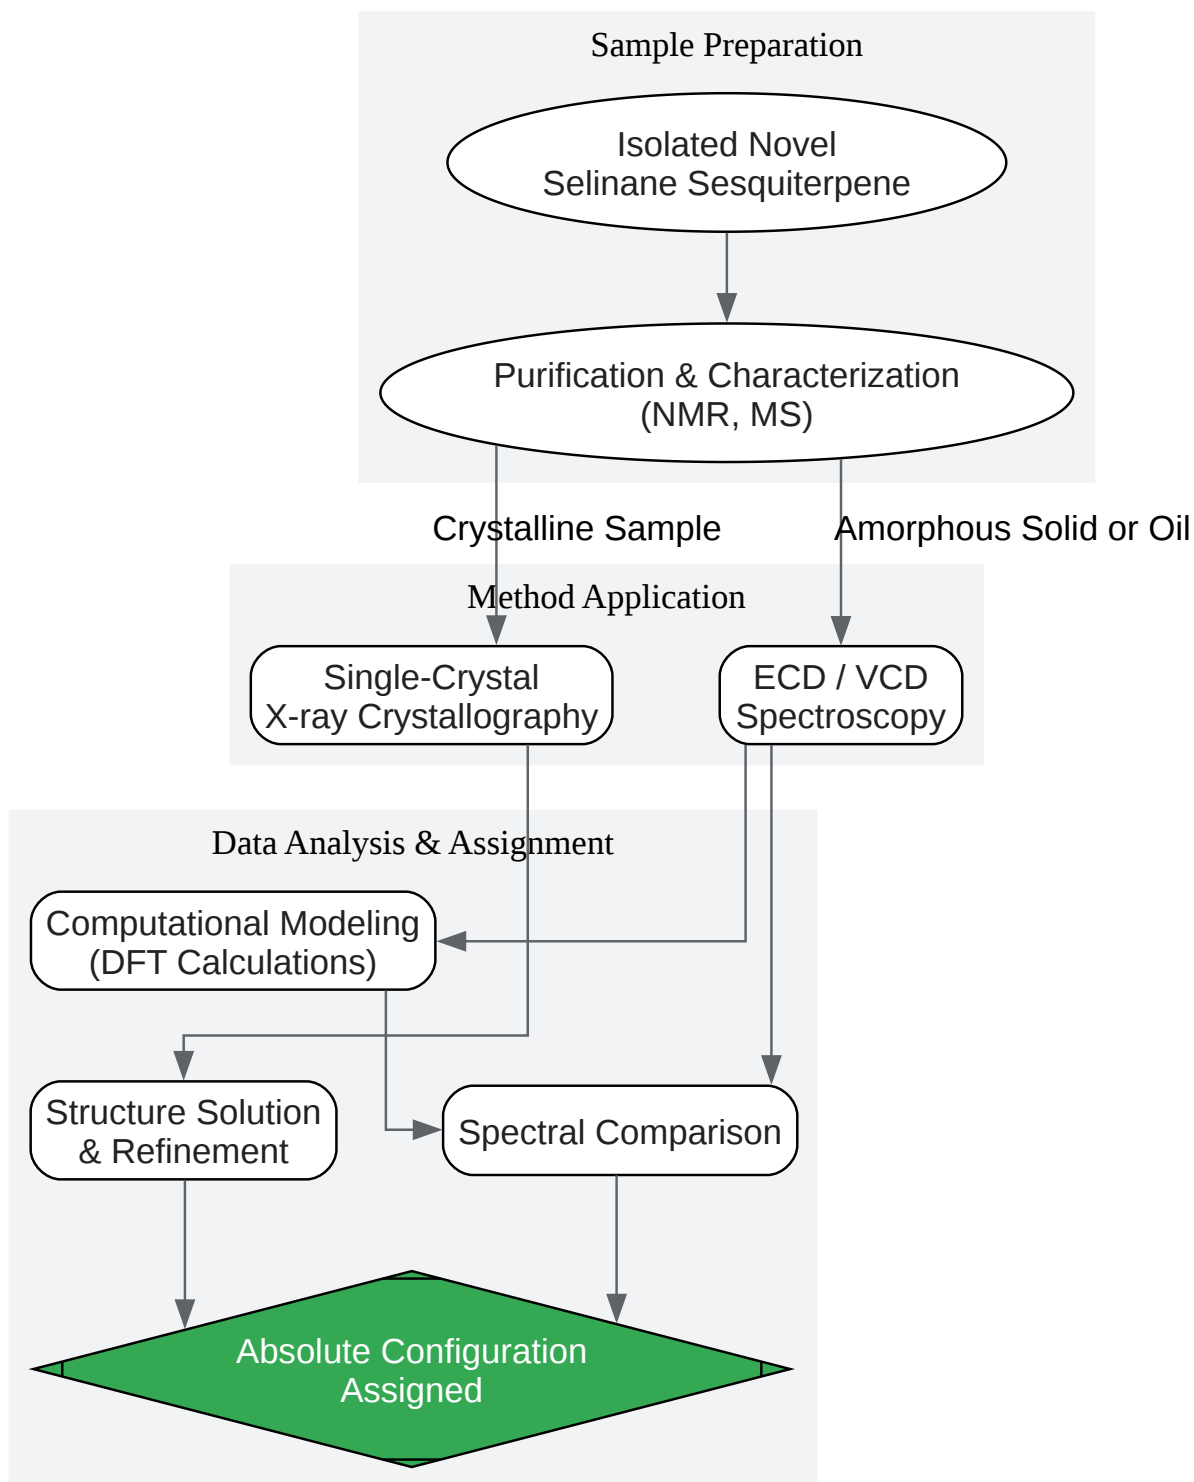 Sample Preparation
Isolated Novel
Selinane Sesquiterpene
Purification & Characterization
(NMR, MS)
Crystalline Sample
Amorphous Solid or Oil
Method Application
Single-Crystal
X-ray Crystallography
ECD / VCD
Spectroscopy
Data Analysis & Assignment
Computational Modeling
(DFT Calculations)
Structure Solution
& Refinement
Spectral Comparison
Absolute Configuration
Assigned